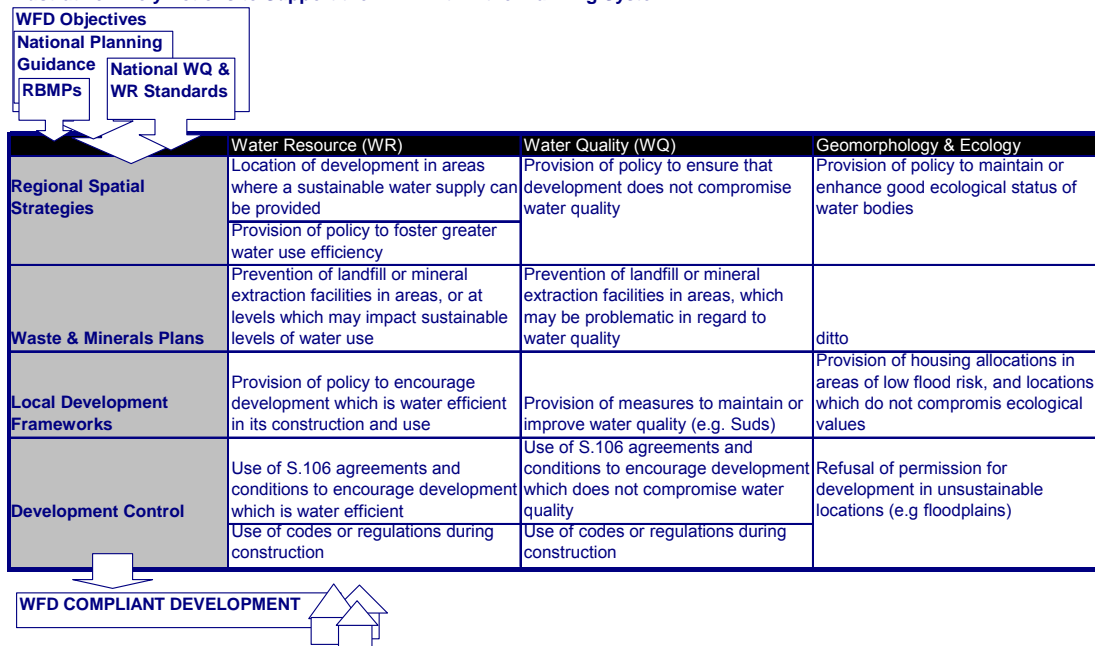 to Support the
System
WFD Objectives
National Planning
Guidance
National WQ &
WR Standards
RBMPs
Water Resource (WR)
Water Quality (WQ)
Geomorphology & Ecology
Regional Spatial
Strategies
Location of development in areas
where a sustainable water supply can
be provided
Provision of policy to foster greater
water use efficiency
Provision of policy to ensure that
development does not compromise
water quality
Provision of policy to maintain or
enhance good ecological status of
water bodies
Waste & Minerals Plans
Prevention of landfill or mineral
extraction facilities in areas, or at
levels which may impact sustainable
levels of water use
Prevention of landfill or mineral
extraction facilities in areas, which
may be problematic in regard to
water quality
ditto
Local Development
Frameworks
Provision of policy to encourage
development which is water efficient
in its construction and use
Provision of measures to maintain or
improve water quality (e.g. Suds)
Provision of housing allocations in
areas of low flood risk, and locations
which do not compromis ecological
values
Development Control
Use of S.106 agreements and
conditions to encourage development
which is water efficient
Use of codes or regulations during
construction
Use of S.106 agreements and
conditions to encourage development
which does not compromise water
quality
Use of codes or regulations during
construction
Refusal of permission for
development in unsustainable
locations (e.g floodplains)
WFD COMPLIANT DEVELOPMENT